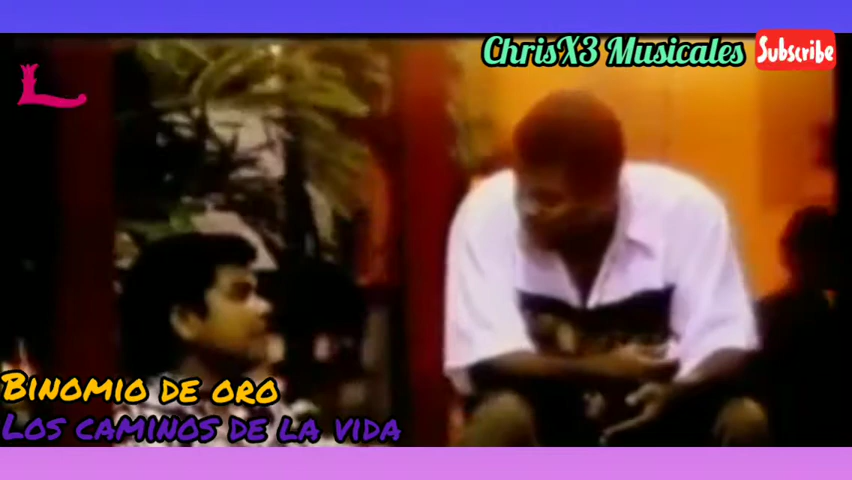 ChrisX3 Musicales
Subscribe
L
BINOMIO DE ORO
LOS CAMINOS DE LA VIDA